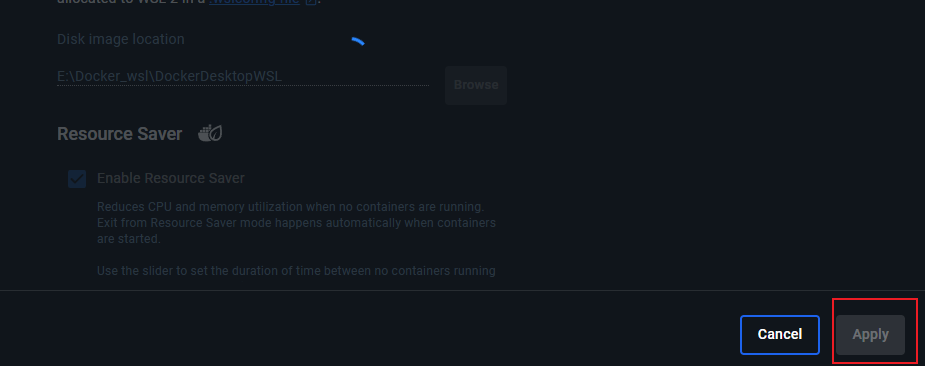 allocated to WSL 2 in a .wslconfig file.
Disk image location
E:\Docker_wsl\DockerDesktopWSL
Browse
Resource Saver
Enable Resource Saver
Reduces CPU and memory utilization when no containers are running.
Exit from Resource Saver mode happens automatically when containers
are started.
Use the slider to set the duration of time between no containers running
Cancel
Apply